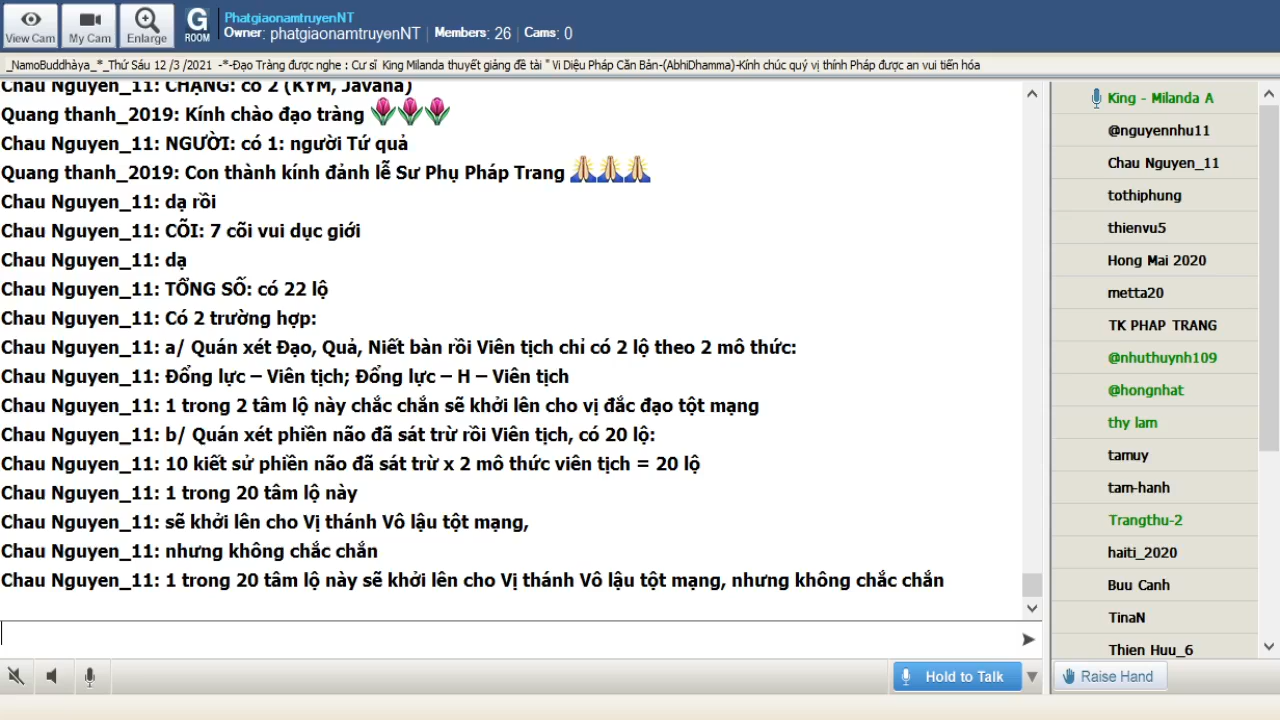 View Cam
My Cam
Enlarge
G
ROOM
PhatgiaonamtruyenNT
Owner: phatgiaonamtruyenNT | Members: 26 | Cams: 0
_NamoBuddhàya_*_Thứ Sáu 12 /3 /2021 -*-Đạo Tràng được nghe : Cư sĩ King Milanda thuyết giảng đề tài " Vi Diệu Pháp Căn Bản-(AbhiDhamma)-Kính chúc quý vị thính Pháp được an vui tiến hóa
Chau Nguyen_11: CHẶNG: có 2 (KYM, Javana)
Quang thanh_2019: Kính chào đạo tràng
Chau Nguyen_11: NGƯỜI: có 1: người Tứ quả
Quang thanh_2019: Con thành kính đảnh lễ Sư Phụ Pháp Trang
Chau Nguyen_11: dạ rồi
Chau Nguyen_11: CÕI: 7 cõi vui dục giới
Chau Nguyen_11: dạ
Chau Nguyen_11: TỔNG SỐ: có 22 lộ
Chau Nguyen_11: Có 2 trường hợp:
Chau Nguyen_11: a/ Quán xét Đạo, Quả, Niết bàn rồi Viên tịch chỉ có 2 lộ theo 2 mô thức:
Chau Nguyen_11: Đổng lực – Viên tịch; Đổng lực – H – Viên tịch
Chau Nguyen_11: 1 trong 2 tâm lộ này chắc chắn sẽ khởi lên cho vị đắc đạo tột mạng
Chau Nguyen_11: b/ Quán xét phiền não đã sát trừ rồi Viên tịch, có 20 lộ:
Chau Nguyen_11: 10 kiết sử phiền não đã sát trừ x 2 mô thức viên tịch = 20 lộ
Chau Nguyen_11: 1 trong 20 tâm lộ này
Chau Nguyen_11: sẽ khởi lên cho Vị thánh Vô lậu tột mạng,
Chau Nguyen_11: nhưng không chắc chắn
Chau Nguyen_11: 1 trong 20 tâm lộ này sẽ khởi lên cho Vị thánh Vô lậu tột mạng, nhưng không chắc chắn
King - Milanda A
@nguyennhu11
Chau Nguyen_11
tothiphung
thienvu5
Hong Mai 2020
metta20
TK PHAP TRANG
@nhuthuynh109
@hongnhat
thy lam
tamuy
tam-hanh
Trangthu-2
haiti_2020
Buu Canh
TinaN
Thien Huu_6
Hold to Talk
Raise Hand